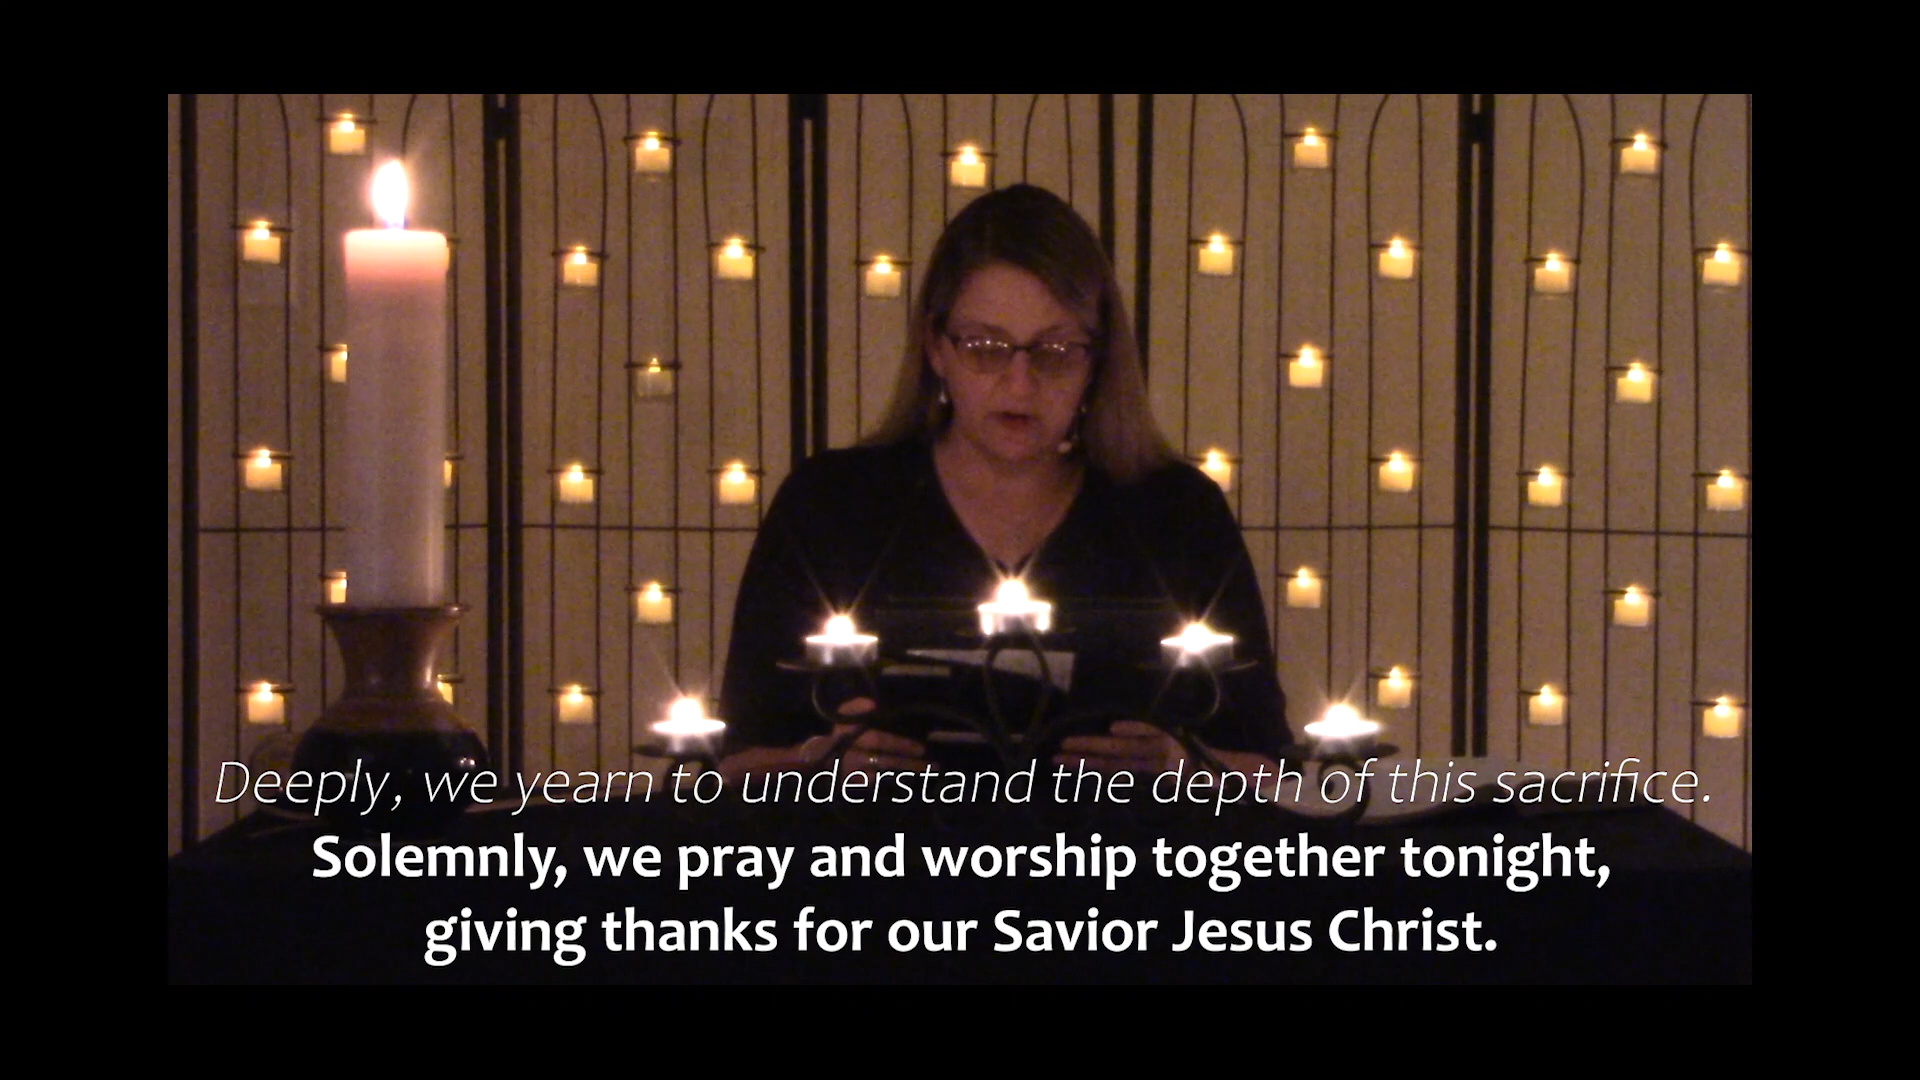 Deeply, we yearn to understand the depth of this sacrifice.
Solemnly, we pray and worship together tonight,
giving thanks for our Savior Jesus Christ.